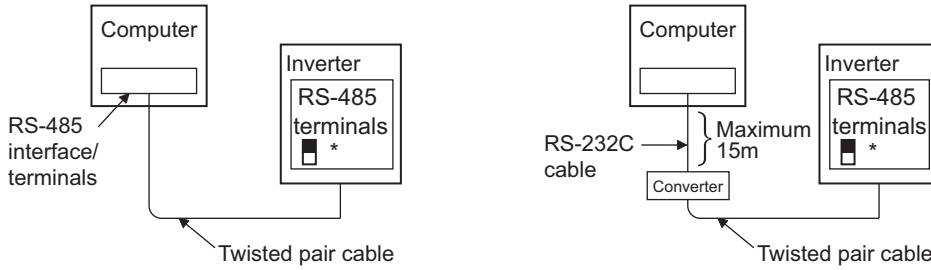 Computer
Inverter
RS-485
terminals
*
RS-485
interface/
terminals
Twisted pair cable
Computer
Inverter
RS-485
terminals
*
RS-232C
cable
Maximum
15m
Converter
Twisted pair cable